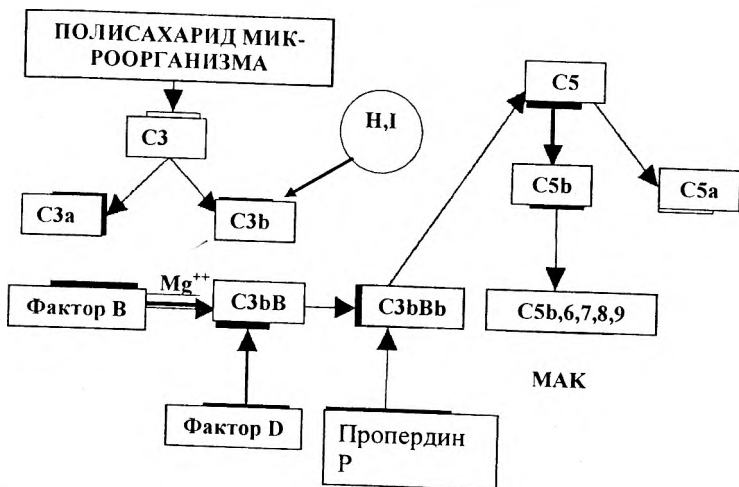 ПОЛИСАХАРИД МИК-
РООРГАНИЗМА
C3
H,I
C5
C3a
C3b
C5b
C5a
Mg++
Фактор В
C3bB
C3bBb
C5b,6,7,8,9
МАК
Фактор D
Пропердин
Р